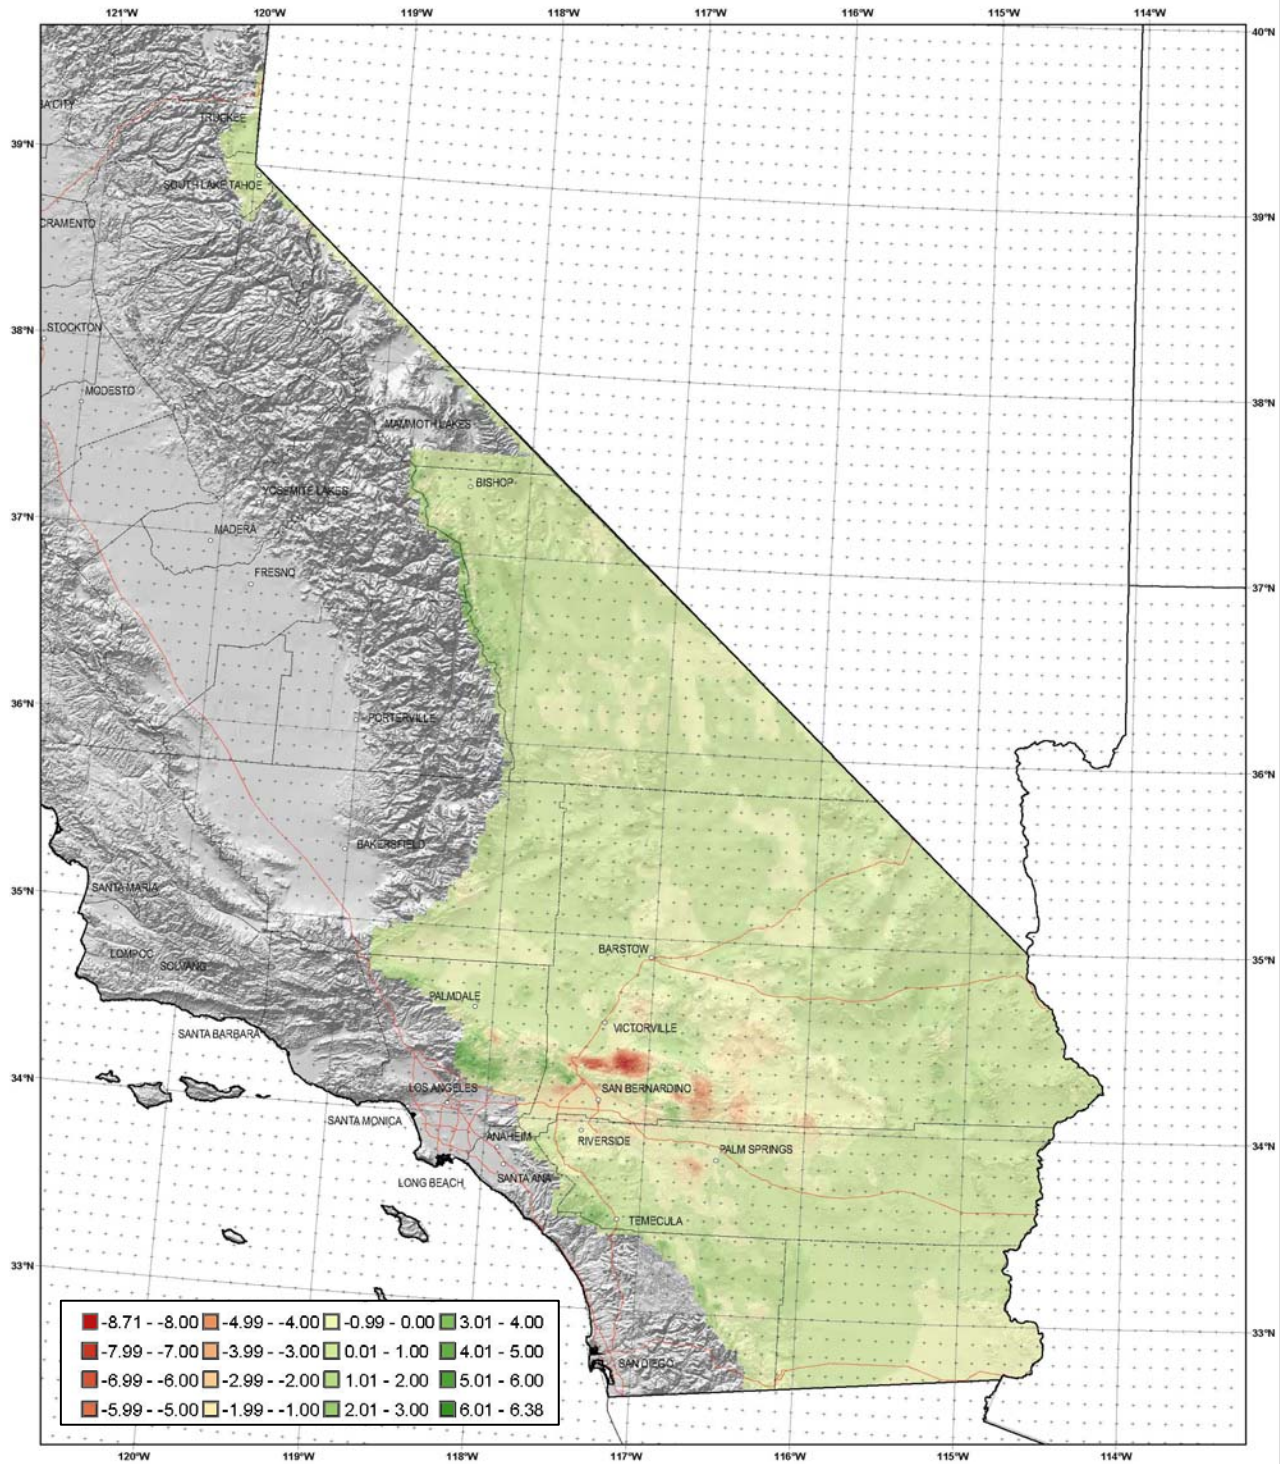 121°W 120°W 119°W 118°W 117°W 116°W 115°W 114°W
40°N
TRUCKEE
39°N
SOUTH LAKE TAHOE
39°N
CRAMENTO
38°N
STOCKTON
MODESTO
38°N
MAMMOTH LAKES
BISHOP
YOSEMITE LAKES
37°N
MADERA
FRESNO
37°N
36°N
PORTERVILLE
36°N
BAKERSFIELD
35°N
SANTA MARIA
BARSTOW
LOMPOC
SOLVANG
35°N
PALMDALE
VICTORVILLE
SANTA BARBARA
34°N
LOS ANGELES
SAN BERNARDINO
SANTA MONICA
ANAHEIM
RIVERSIDE
34°N
PALM SPRINGS
SANTA ANA
LONG BEACH
TEMECULA
33°N
33°N
SAN DIEGO
-8.71 - -8.00 -4.99 - -4.00 -0.99 - 0.00 3.01 - 4.00
-7.99 - -7.00 -3.99 - -3.00 0.01 - 1.00 4.01 - 5.00
-6.99 - -6.00 -2.99 - -2.00 1.01 - 2.00 5.01 - 6.00
-5.99 - -5.00 -1.99 - -1.00 2.01 - 3.00 6.01 - 6.38
120°W 119°W 118°W 117°W 116°W 115°W 114°W